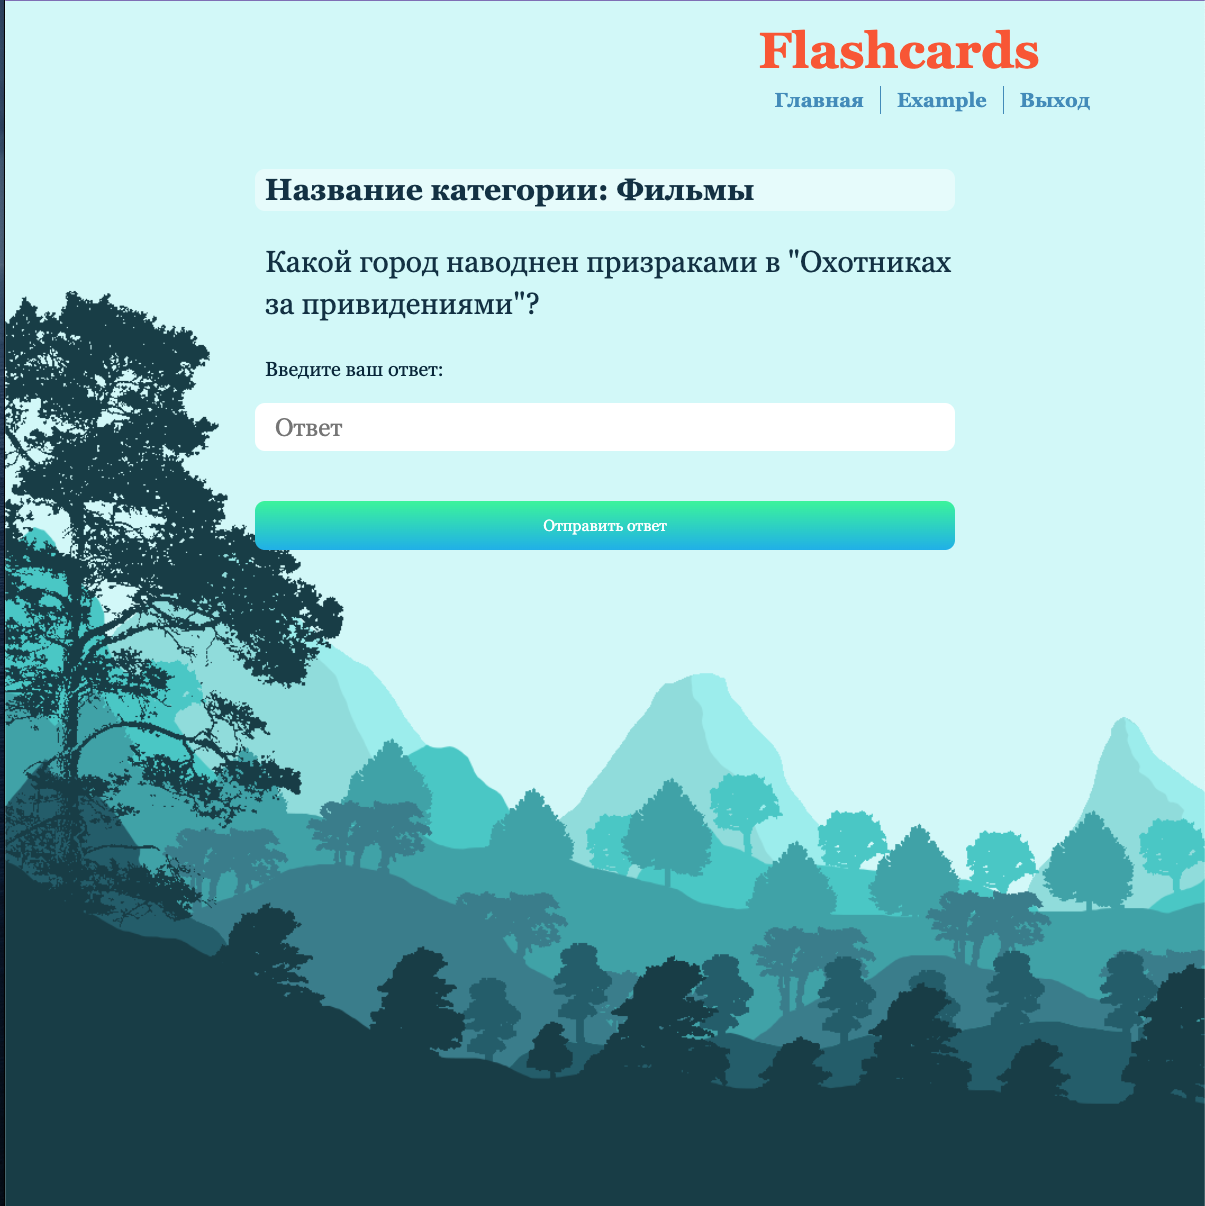 Flashcards
Главная Example Выход
Название категории: Фильмы
Какой город наводнен призраками в "Охотниках
за привидениями"?
Введите ваш ответ:
Ответ
Отправить ответ